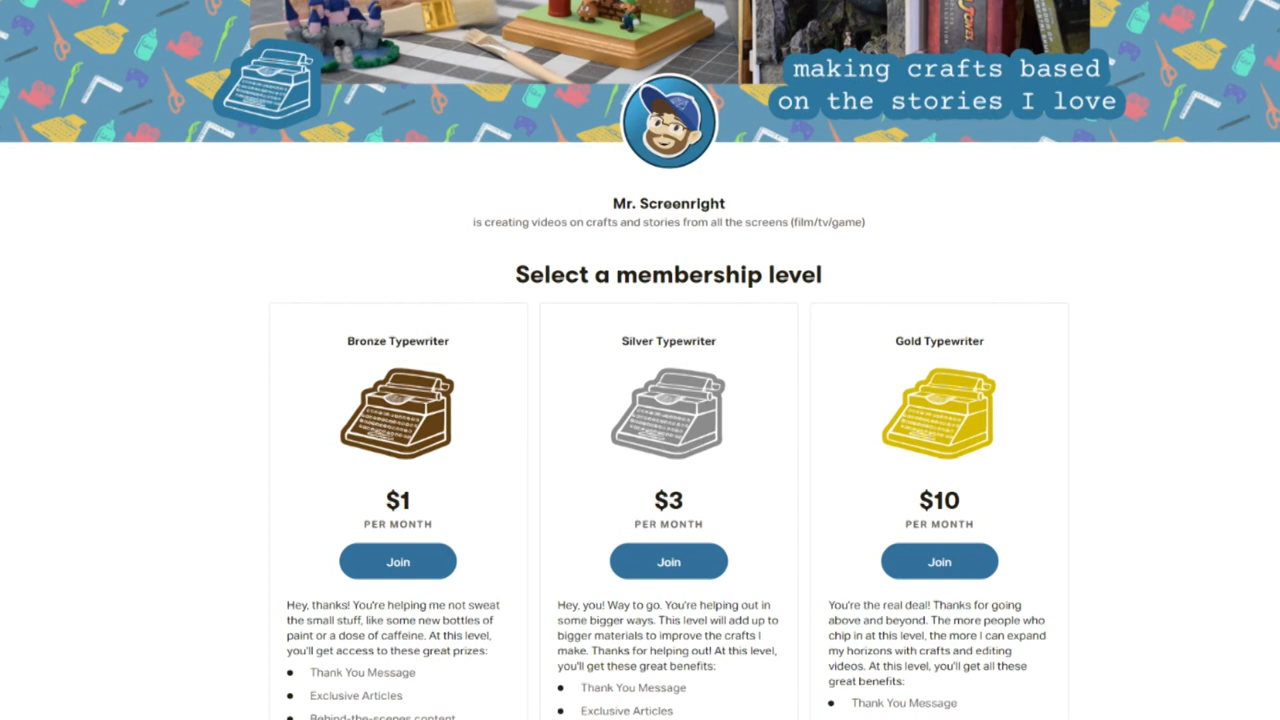 making crafts based
on the stories I love
Mr. Screenright
is creating videos on crafts and stories from all the screens (film/tv/game)
Select a membership level
Bronze Typewriter
$1
PER MONTH
Join
Hey, thanks! You're helping me not sweat
the small stuff, like some new bottles of
paint or a dose of caffeine. At this level,
you'll get access to these great prizes:
Thank You Message
Exclusive Articles
Behind-the-scenes content
Silver Typewriter
$3
PER MONTH
Join
Hey, you! Way to go. You're helping out in
some bigger ways. This level will add up to
bigger materials to improve the crafts I
make. Thanks for helping out! At this level,
you'll get these great benefits:
Thank You Message
Exclusive Articles
Gold Typewriter
$10
PER MONTH
Join
You're the real deal! Thanks for going
above and beyond. The more people who
chip in at this level, the more I can expand
my horizons with crafts and editing
videos. At this level, you'll get all these
great benefits:
Thank You Message